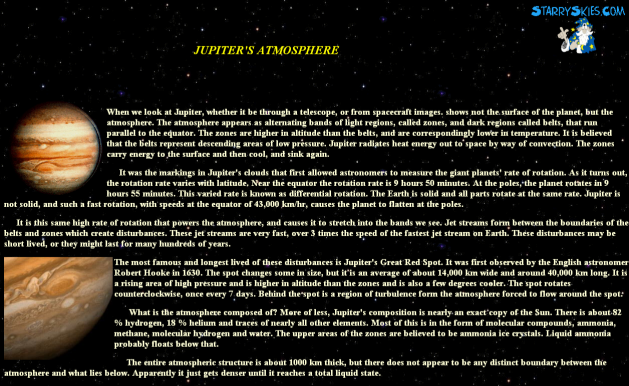 STARRYSKIES.COM
JUPITER'S ATMOSPHERE
When we look at Jupiter, whether it be through a telescope, or from spacecraft images. shows not the surface of the planet, but the
atmosphere. The atmosphere appears as alternating bands of light regions, called zones, and dark regions called belts, that run
parallel to the equator. The zones are higher in altitude than the belts, and are correspondingly lower in temperature. It is believed
that the belts represent descending areas of low pressure. Jupiter radiates heat energy out to space by way of convection. The zones
carry energy to the surface and then cool, and sink again.
It was the markings in Jupiter's clouds that first allowed astronomers to measure the giant planets' rate of rotation. As it turns out,
the rotation rate varies with latitude. Near the equator the rotation rate is 9 hours 50 minutes. At the poles, the planet rotates in 9
hours 55 minutes. This varied rate is known as differential rotation. The Earth is solid and all parts rotate at the same rate. Jupiter is
not solid, and such a fast rotation, with speeds at the equator of 43,000 km/hr, causes the planet to flatten at the poles.
It is this same high rate of rotation that powers the atmosphere, and causes it to stretch into the bands we see. Jet streams form between the boundaries of the
belts and zones which create disturbances. These jet streams are very fast, over 3 times the speed of the fastest jet stream on Earth. These disturbances may be
short lived, or they might last for many hundreds of years.
The most famous and longest lived of these disturbances is Jupiter's Great Red Spot. It was first observed by the English astronomer
Robert Hooke in 1630. The spot changes some in size, but it is an average of about 14,000 km wide and around 40,000 km long. It is
a rising area of high pressure and is higher in altitude than the zones and is also a few degrees cooler. The spot rotates
counterclockwise, once every 7 days. Behind the spot is a region of turbulence form the atmosphere forced to flow around the spot.
What is the atmosphere composed of? More of less, Jupiter's composition is nearly an exact copy of the Sun. There is about 82
% hydrogen, 18 % helium and traces of nearly all other elements. Most of this is in the form of molecular compounds, ammonia,
methane, molecular hydrogen and water. The upper areas of the zones are believed to be ammonia ice crystals. Liquid ammonia
probably floats below that.
The entire atmospheric structure is about 1000 km thick, but there does not appear to be any distinct boundary between the
atmosphere and what lies below. Apparently it just gets denser until it reaches a total liquid state.